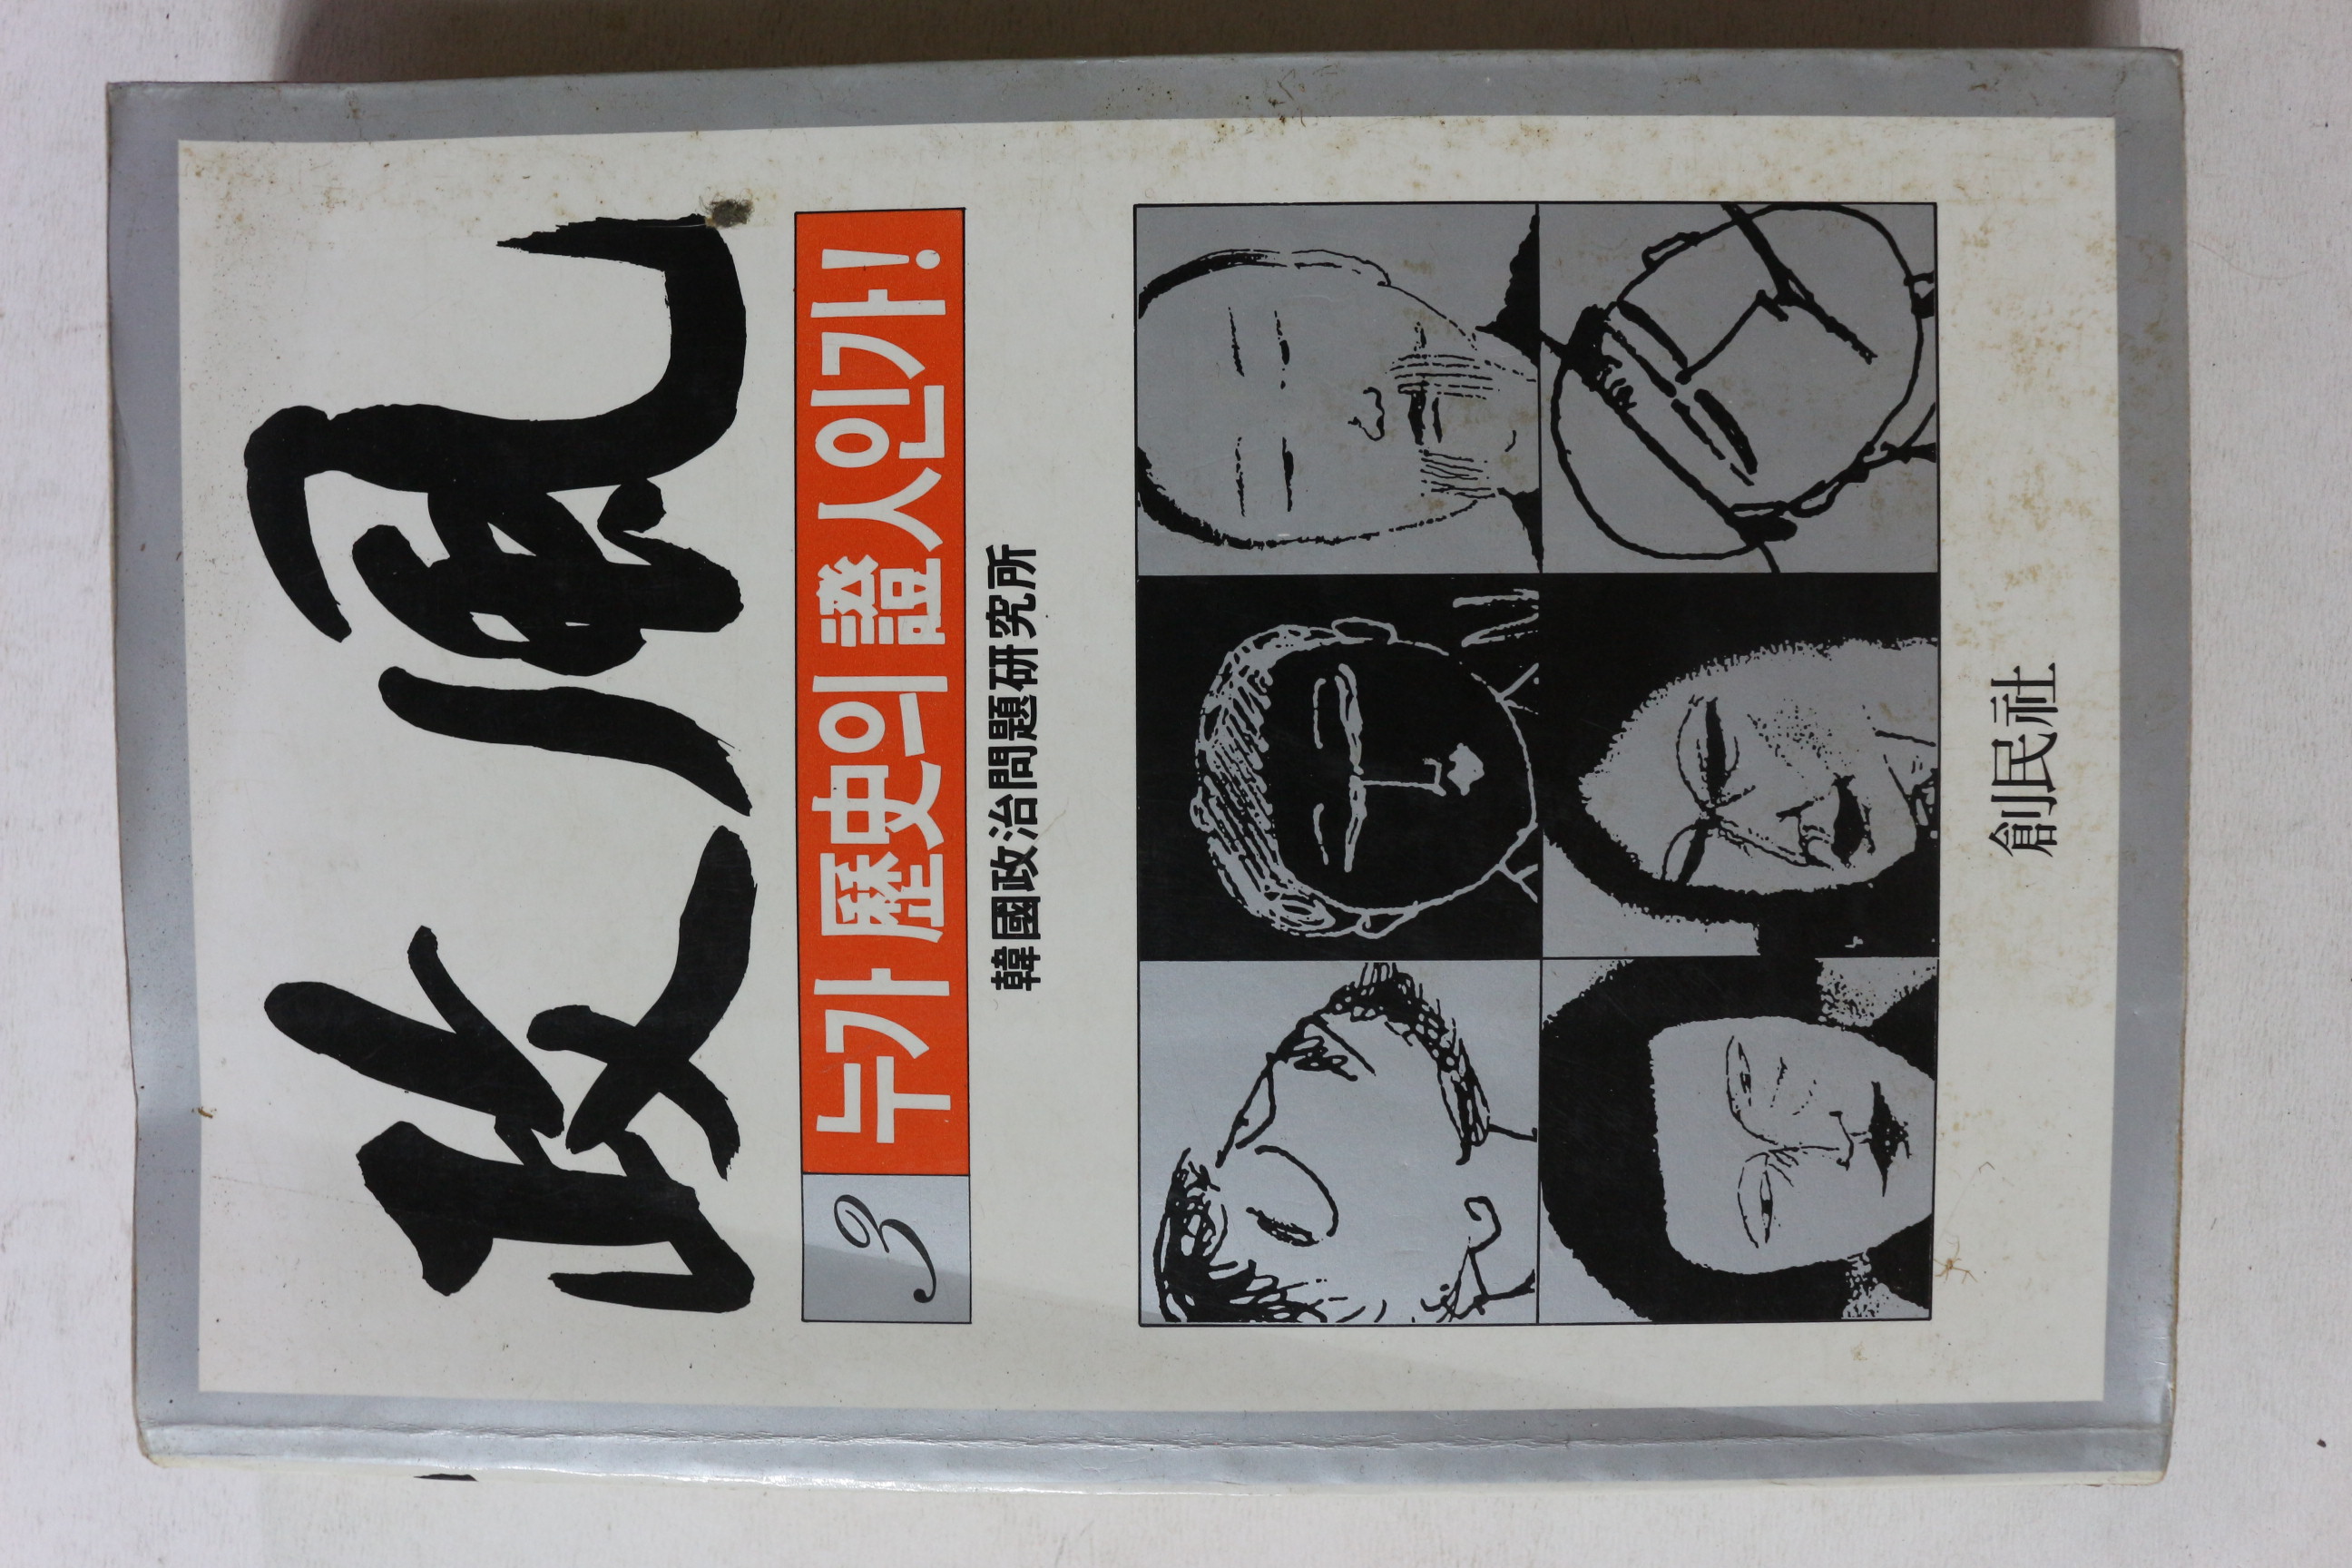 政風
3 누가 歷史의 證人인가!
韓國政治問題硏究所
創民社